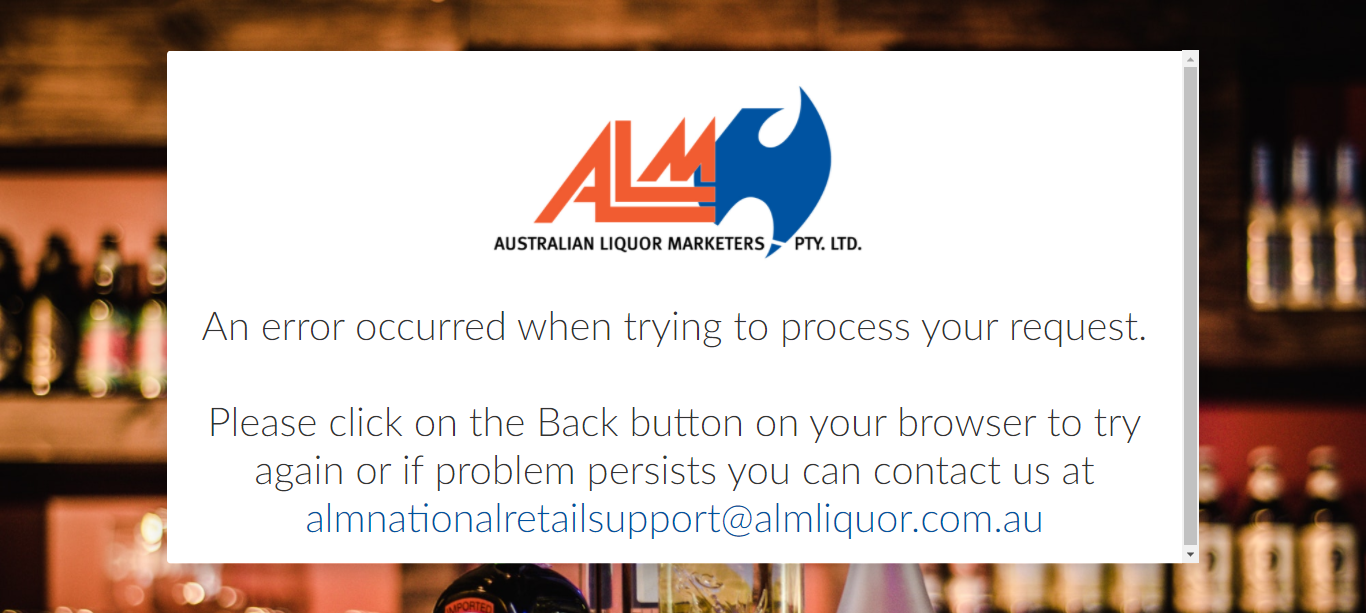 ALM
AUSTRALIAN LIQUOR MARKETERS PTY. LTD.
An error occurred when trying to process your request.
Please click on the Back button on your browser to try
again or if problem persists you can contact us at
almnationalretailsupport@almliquor.com.au
IMPORTED